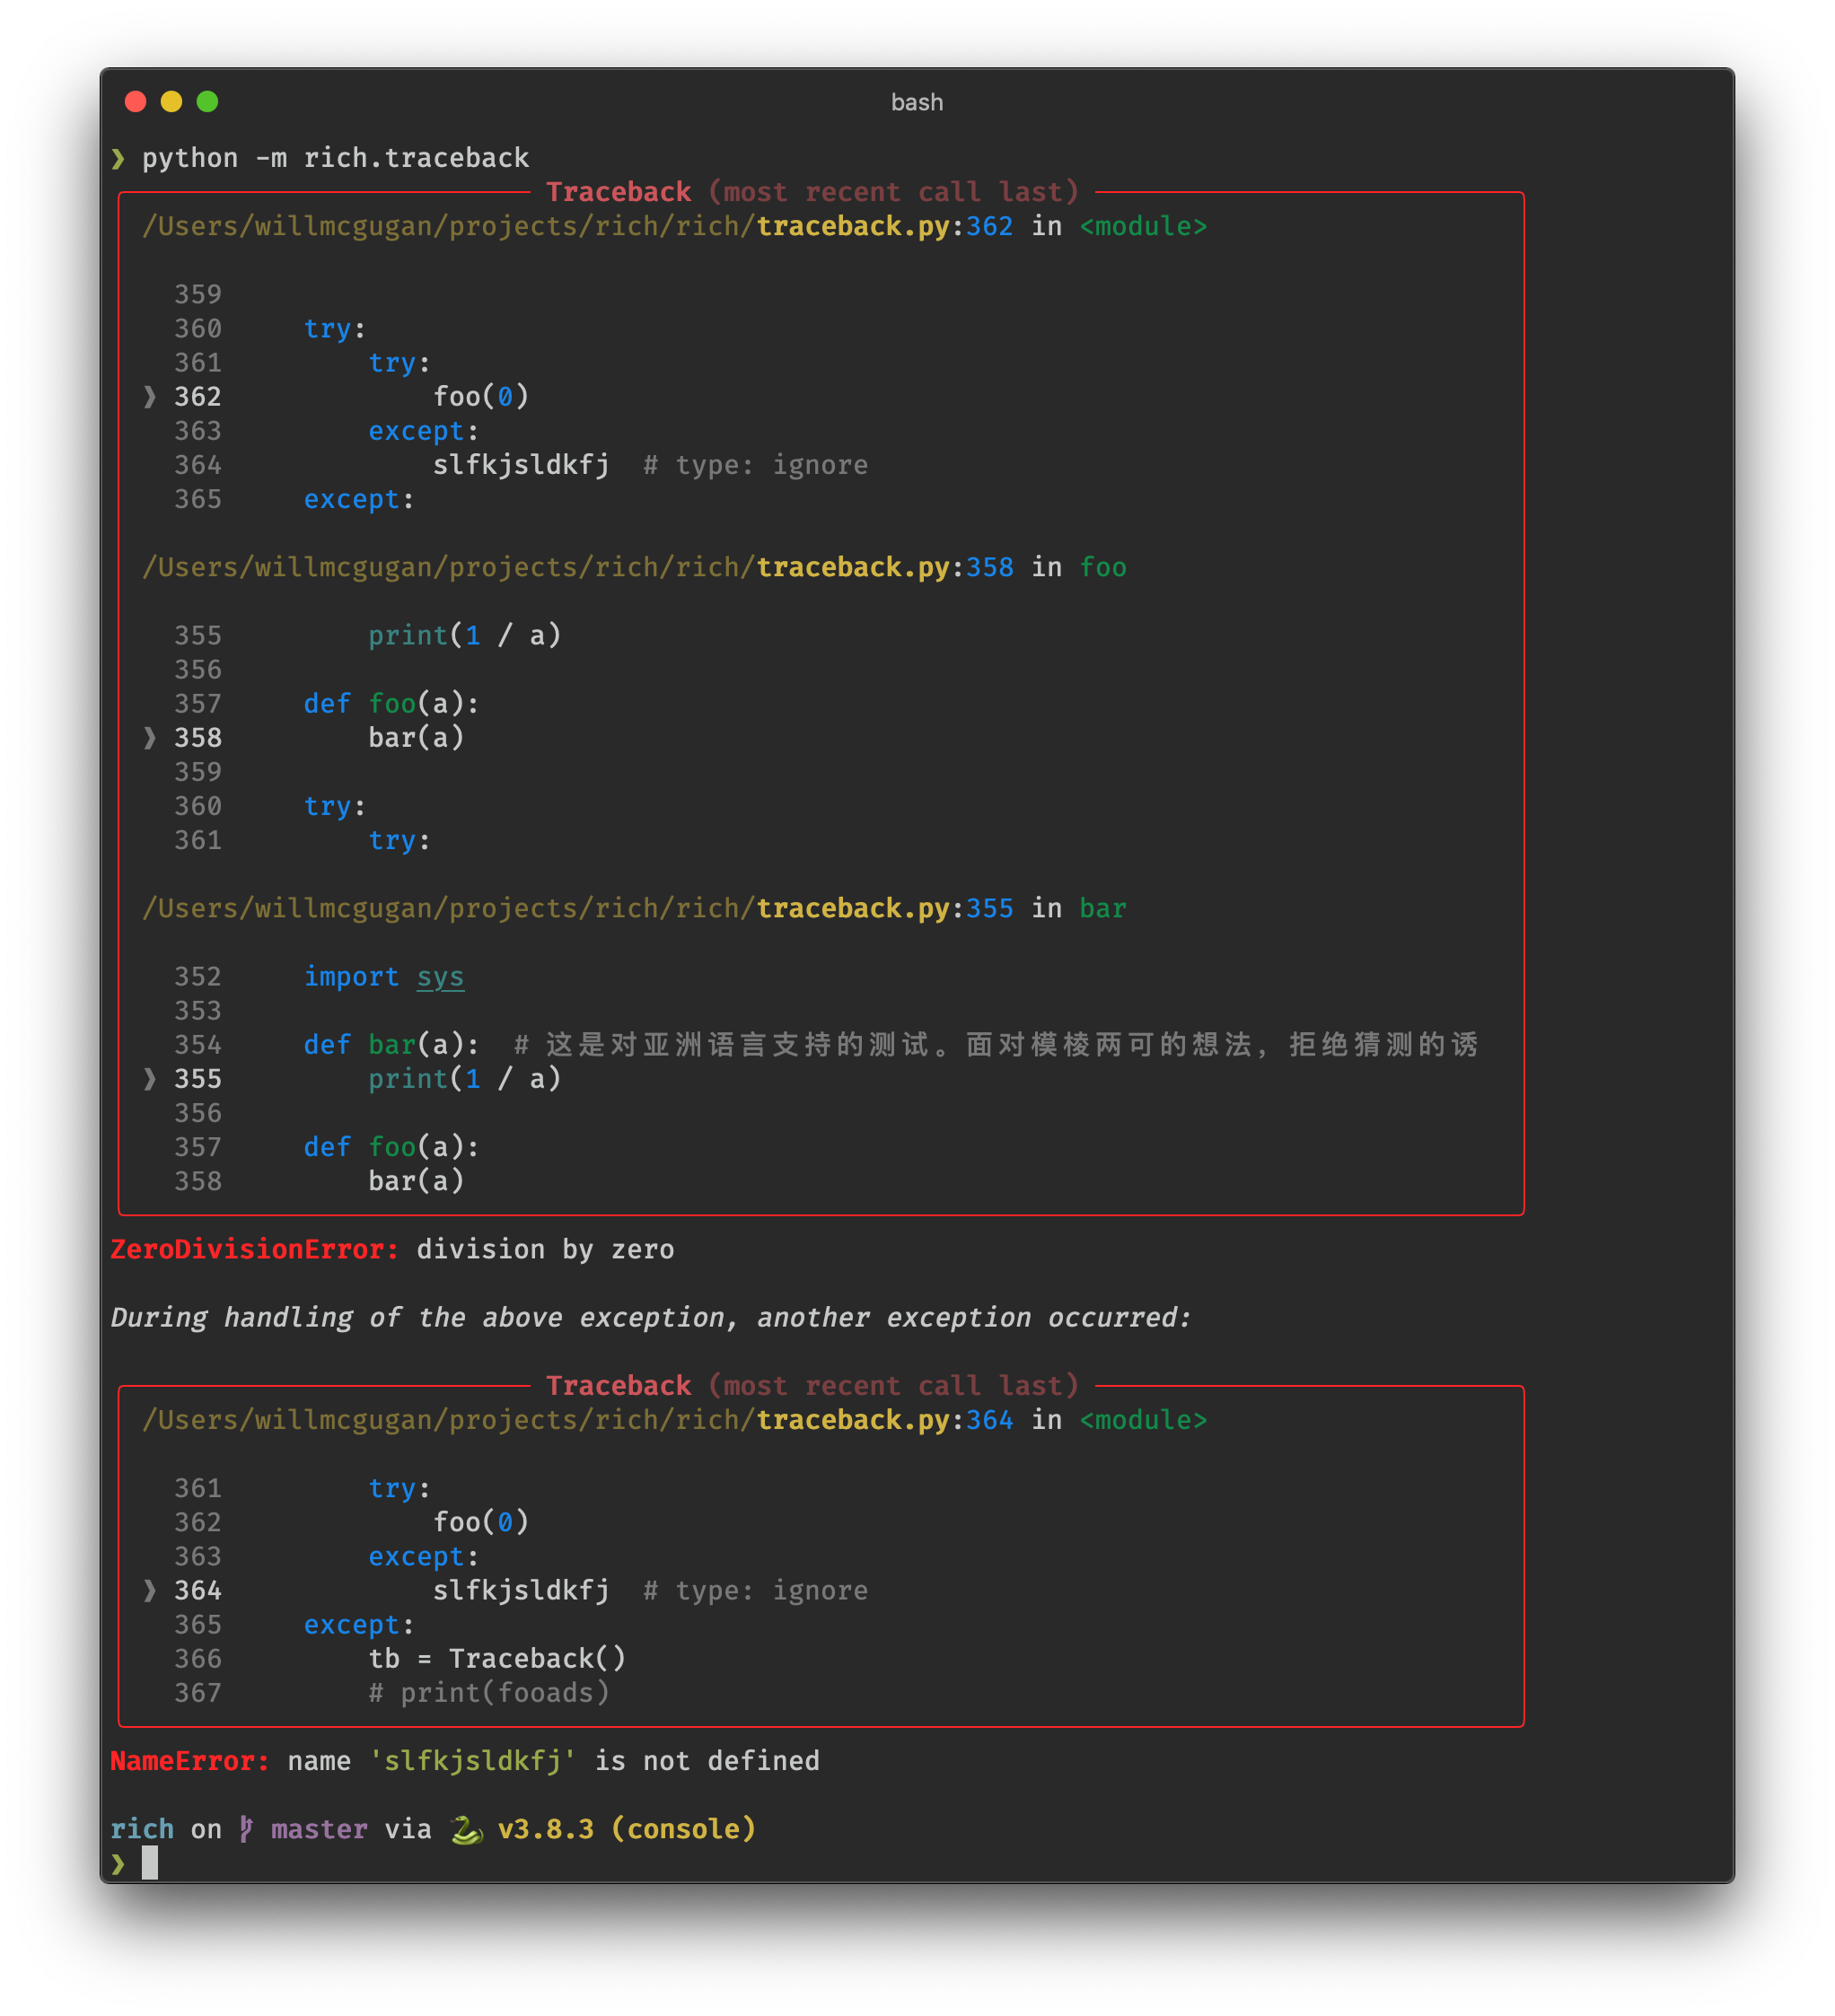 bash
❯ python -m rich.traceback
Traceback (most recent call last)
/Users/willmcgugan/projects/rich/rich/traceback.py:362 in <module>
359
360     try:
361         try:
❱ 362             foo(0)
363         except:
364             slfkjsldkfj  # type: ignore
365     except:
/Users/willmcgugan/projects/rich/rich/traceback.py:358 in foo
355         print(1 / a)
356
357     def foo(a):
❱ 358         bar(a)
359
360     try:
361         try:
/Users/willmcgugan/projects/rich/rich/traceback.py:355 in bar
352     import sys
353
354     def bar(a):  # 这是对亚洲语言支持的测试。面对模棱两可的想法，拒绝猜测的诱
❱ 355         print(1 / a)
356
357     def foo(a):
358         bar(a)
ZeroDivisionError: division by zero
During handling of the above exception, another exception occurred:
Traceback (most recent call last)
/Users/willmcgugan/projects/rich/rich/traceback.py:364 in <module>
361         try:
362             foo(0)
363         except:
❱ 364             slfkjsldkfj  # type: ignore
365     except:
366         tb = Traceback()
367         # print(fooads)
NameError: name 'slfkjsldkfj' is not defined
rich on master via 🐍 v3.8.3 (console)
❯